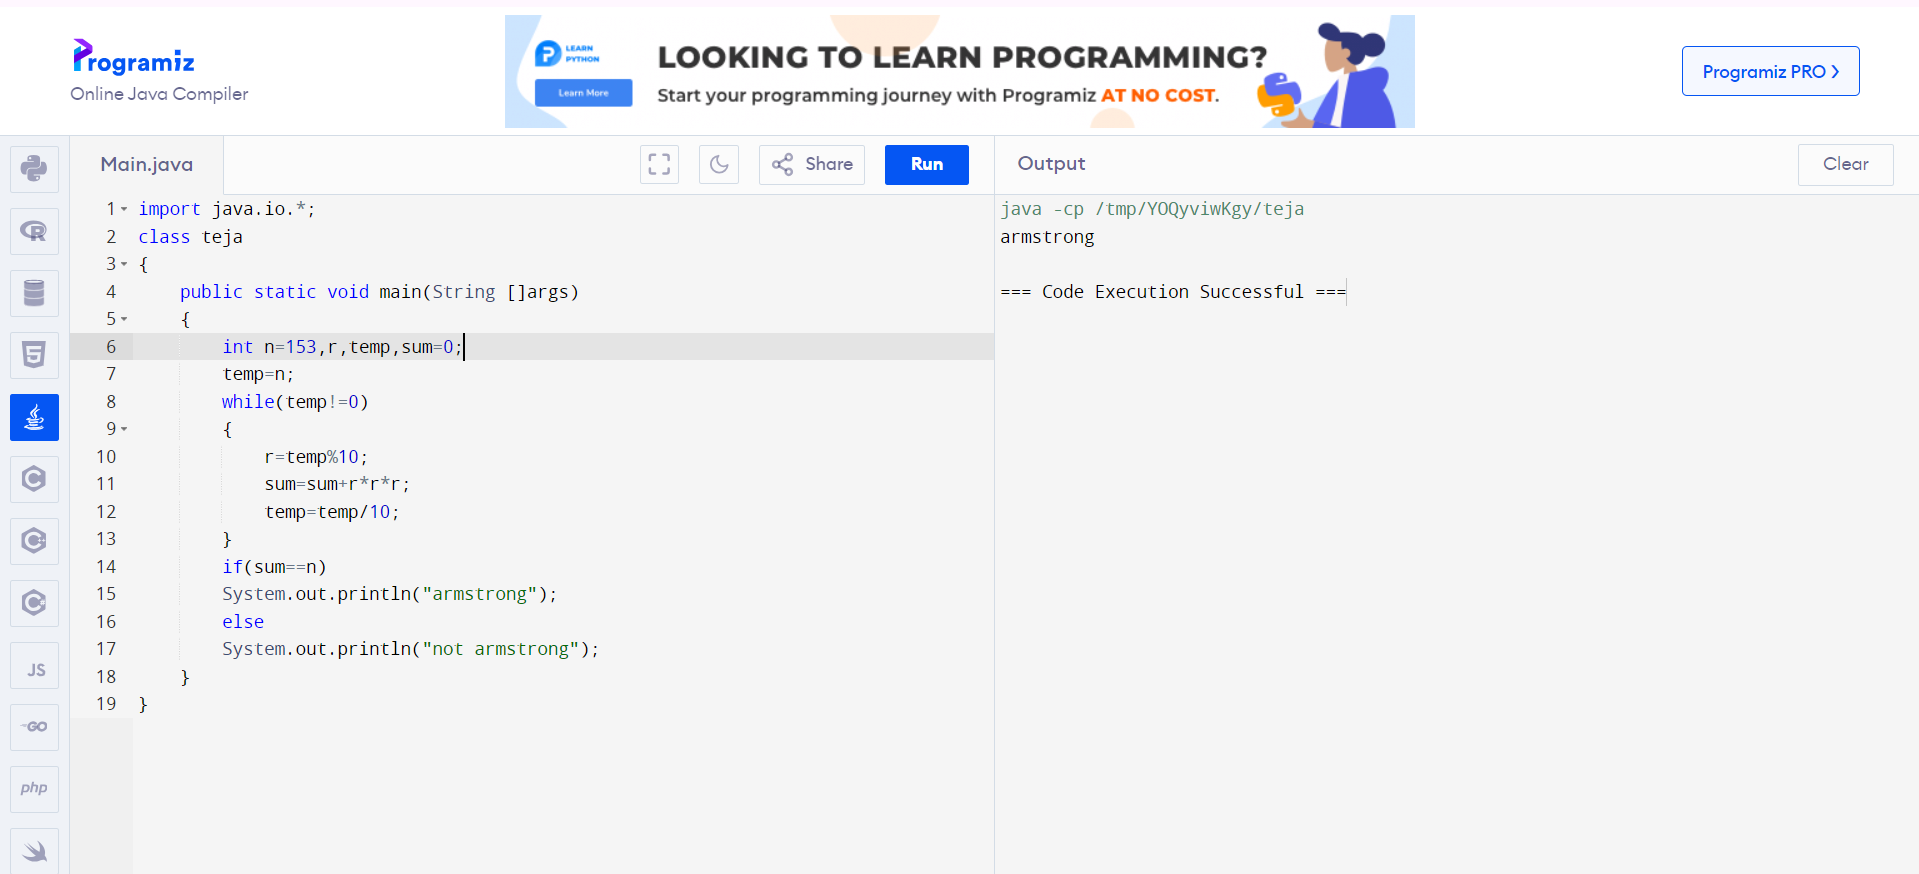 Programiz
Online Java Compiler
LEARN
PYTHON
Learn More
LOOKING TO LEARN PROGRAMMING?
Start your programming journey with Programiz AT NO COST.
Programiz PRO >
Main.java
Share
Run
Output
Clear
1 import java.io.*;
2 class teja
3 {
4     public static void main(String []args)
5     {
6         int n=153,r,temp,sum=0;
7         temp=n;
8         while(temp!=0)
9         {
10             r=temp%10;
11             sum=sum+r*r*r;
12             temp=temp/10;
13         }
14         if(sum==n)
15         System.out.println("armstrong");
16         else
17         System.out.println("not armstrong");
18     }
19 }
java -cp /tmp/YOQyviwKgy/teja
armstrong
=== Code Execution Successful ===
JS
GO
php